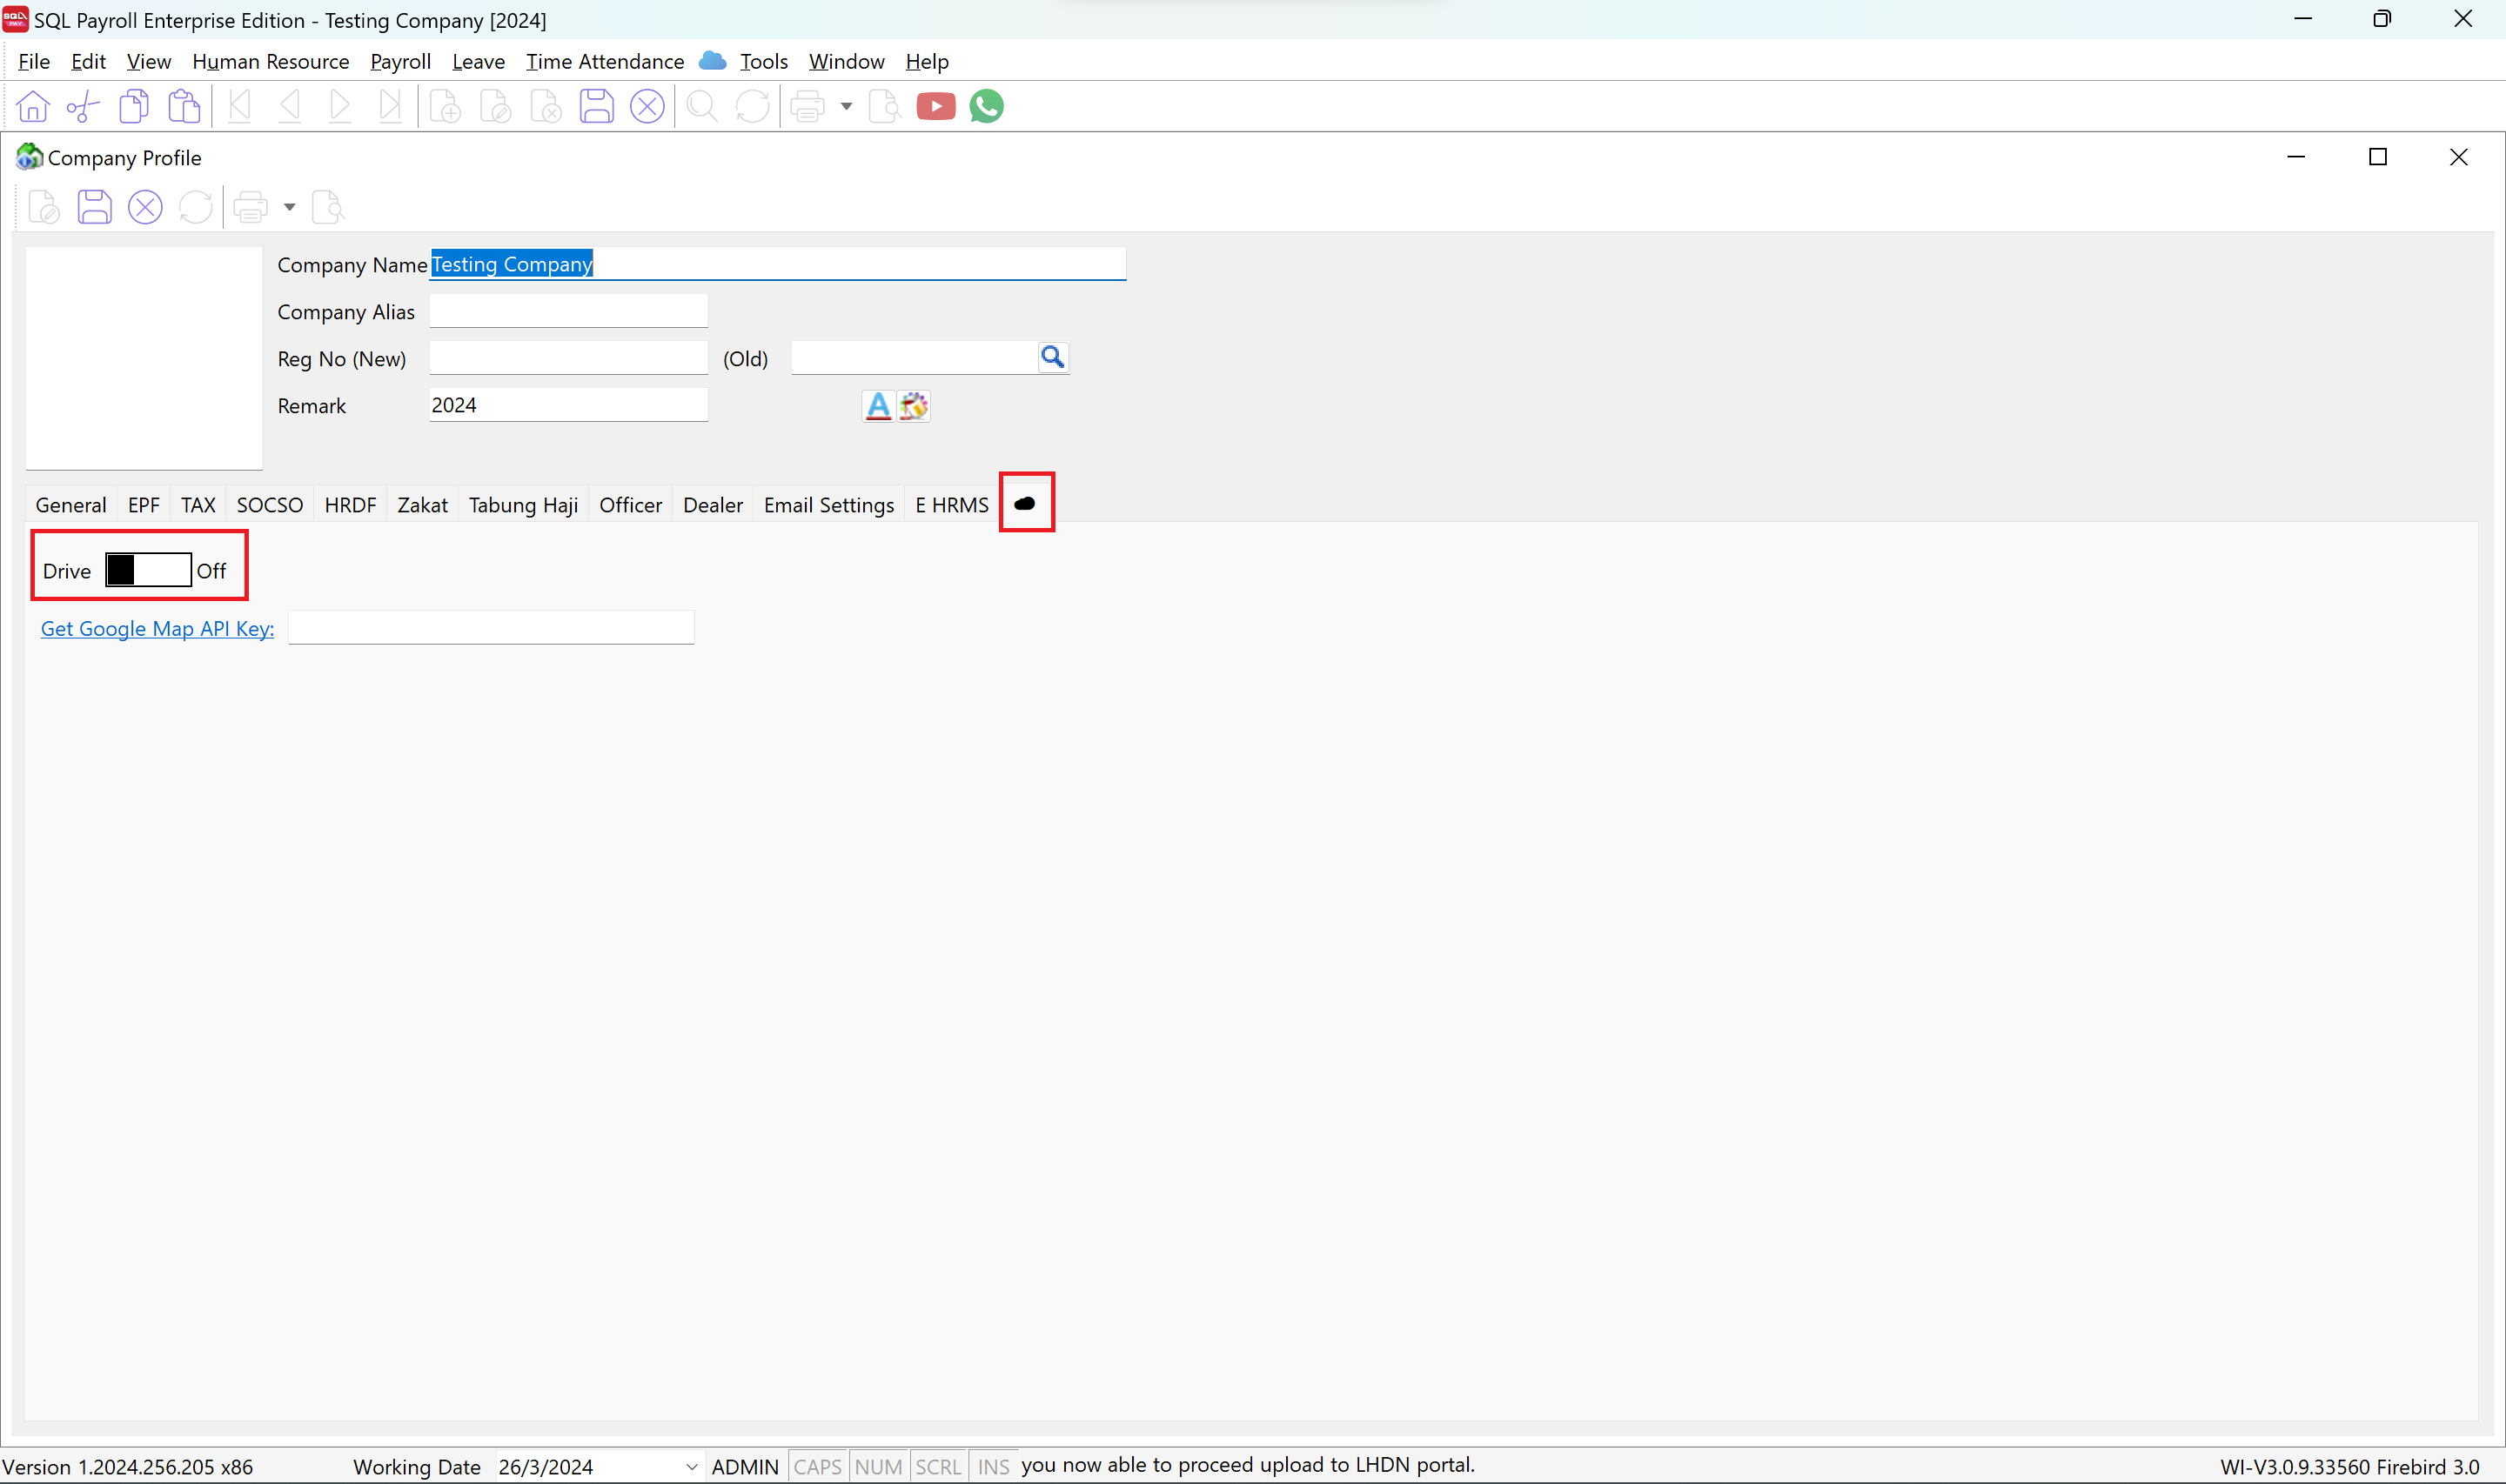 SQL Payroll Enterprise Edition - Testing Company [2024]
File Edit View Human Resource Payroll Leave Time Attendance Tools Window Help
Company Profile
Company Name Testing Company
Company Alias
Reg No (New) (Old)
Remark 2024
General EPF TAX SOCSO HRDF Zakat Tabung Haji Officer Dealer Email Settings E HRMS
Drive Off
Get Google Map API Key:
Version 1.2024.256.205 x86 Working Date 26/3/2024 ADMIN CAPS NUM SCRL INS you now able to proceed upload to LHDN portal. WI-V3.0.9.33560 Firebird 3.0